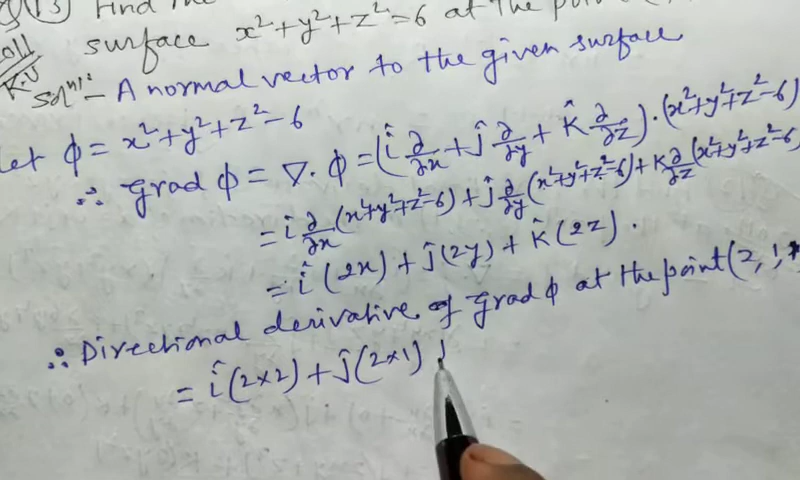 Find the
surface x²+y²+z²=6 at the point (
Solⁿ:- A normal vector to the given surface
Let ϕ = x²+y²+z²-6
∴ grad ϕ = ∇. ϕ = (î ∂/∂x + ĵ ∂/∂y + k̂ ∂/∂z).(x²+y²+z²-6)
= î ∂/∂x (x²+y²+z²-6) + ĵ ∂/∂y (x²+y²+z²-6) + k ∂/∂z (x²+y²+z²-6
= î (2x) + ĵ (2y) + k̂ (2z).
∴ Directional derivative of grad ϕ at the point (2, 1,
= î (2×2) + ĵ (2×1)